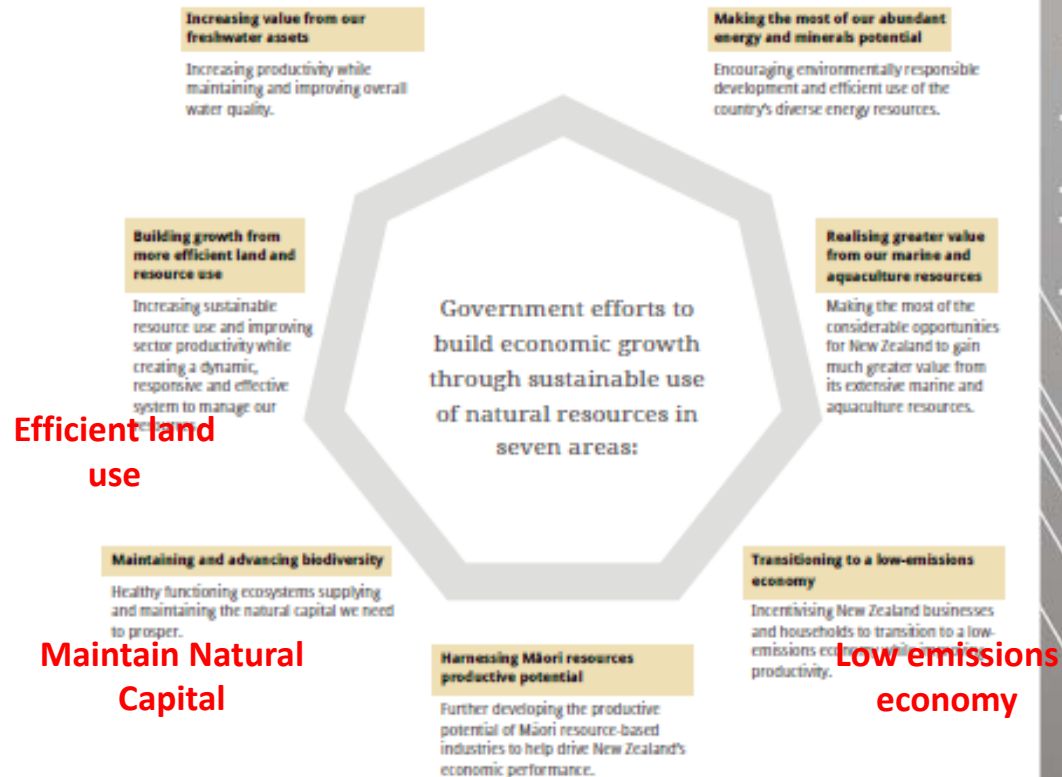 Increasing value from our
freshwater assets
Increasing productivity while
maintaining and improving overall
water quality.
Making the most of our abundant
energy and minerals potential
Encouraging environmentally responsible
development and efficient use of the
country's diverse energy resources.
Building growth from
more efficient land and
resource use
Increasing sustainable
resource use and improving
sector productivity while
creating a dynamic,
responsive and effective
system to manage our
Efficient land
use
Government efforts to
build economic growth
through sustainable use
of natural resources in
seven areas:
Realising greater value
from our marine and
aquaculture resources
Making the most of the
considerable opportunities
for New Zealand to gain
much greater value from
its extensive marine and
aquaculture resources.
Maintaining and advancing biodiversity
Healthy functioning ecosystems supplying
and maintaining the natural capital we need
to prosper.
Maintain Natural
Capital
Harnessing Māori resources
productive potential
Further developing the productive
potential of Māori resource-based
industries to help drive New Zealand's
economic performance.
Transitioning to a low-emissions
economy
Incentivising New Zealand businesses
and households to transition to a low-
emissions economy while
productivity.
Low emissions
economy